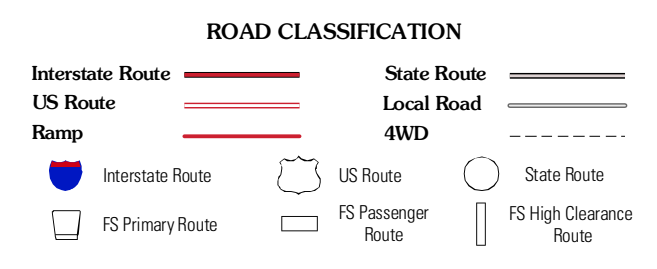 ROAD CLASSIFICATION
Interstate Route
State Route
US Route
Local Road
Ramp
4WD
Interstate Route
US Route
State Route
FS Primary Route
FS Passenger
Route
FS High Clearance
Route